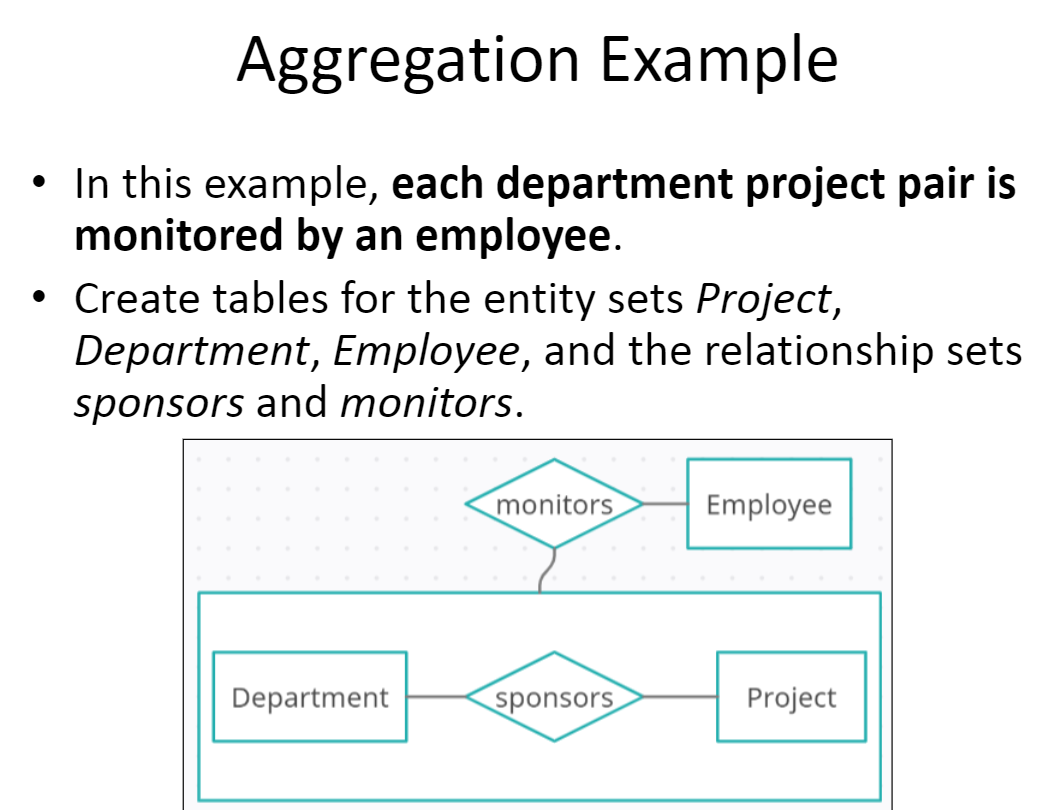 Aggregation Example
• In this example, each department project pair is
monitored by an employee.
• Create tables for the entity sets Project,
Department, Employee, and the relationship sets
sponsors and monitors.
monitors Employee
Department sponsors Project